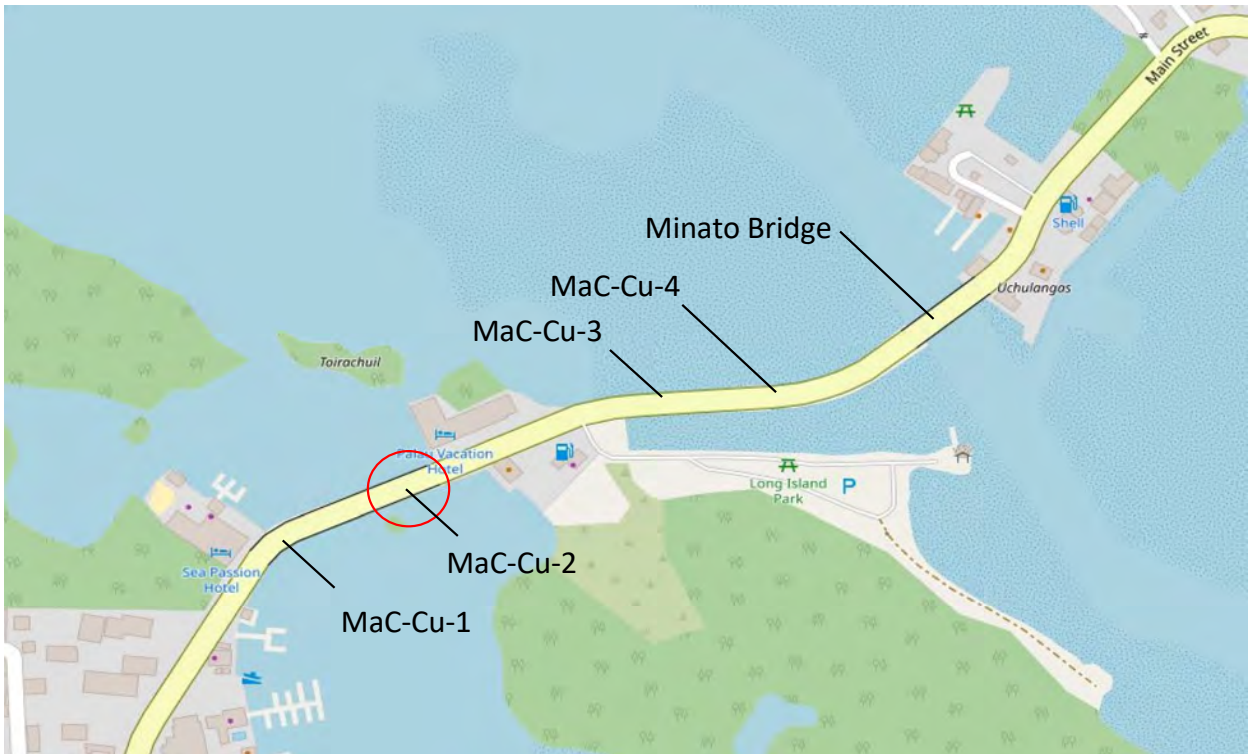 Main Street
Shell
Minato Bridge
Uchulangas
MaC-Cu-4
MaC-Cu-3
Toirachuil
Palau Vacation
Hotel
Long Island
Park
P
MaC-Cu-2
Sea Passion
Hotel
MaC-Cu-1